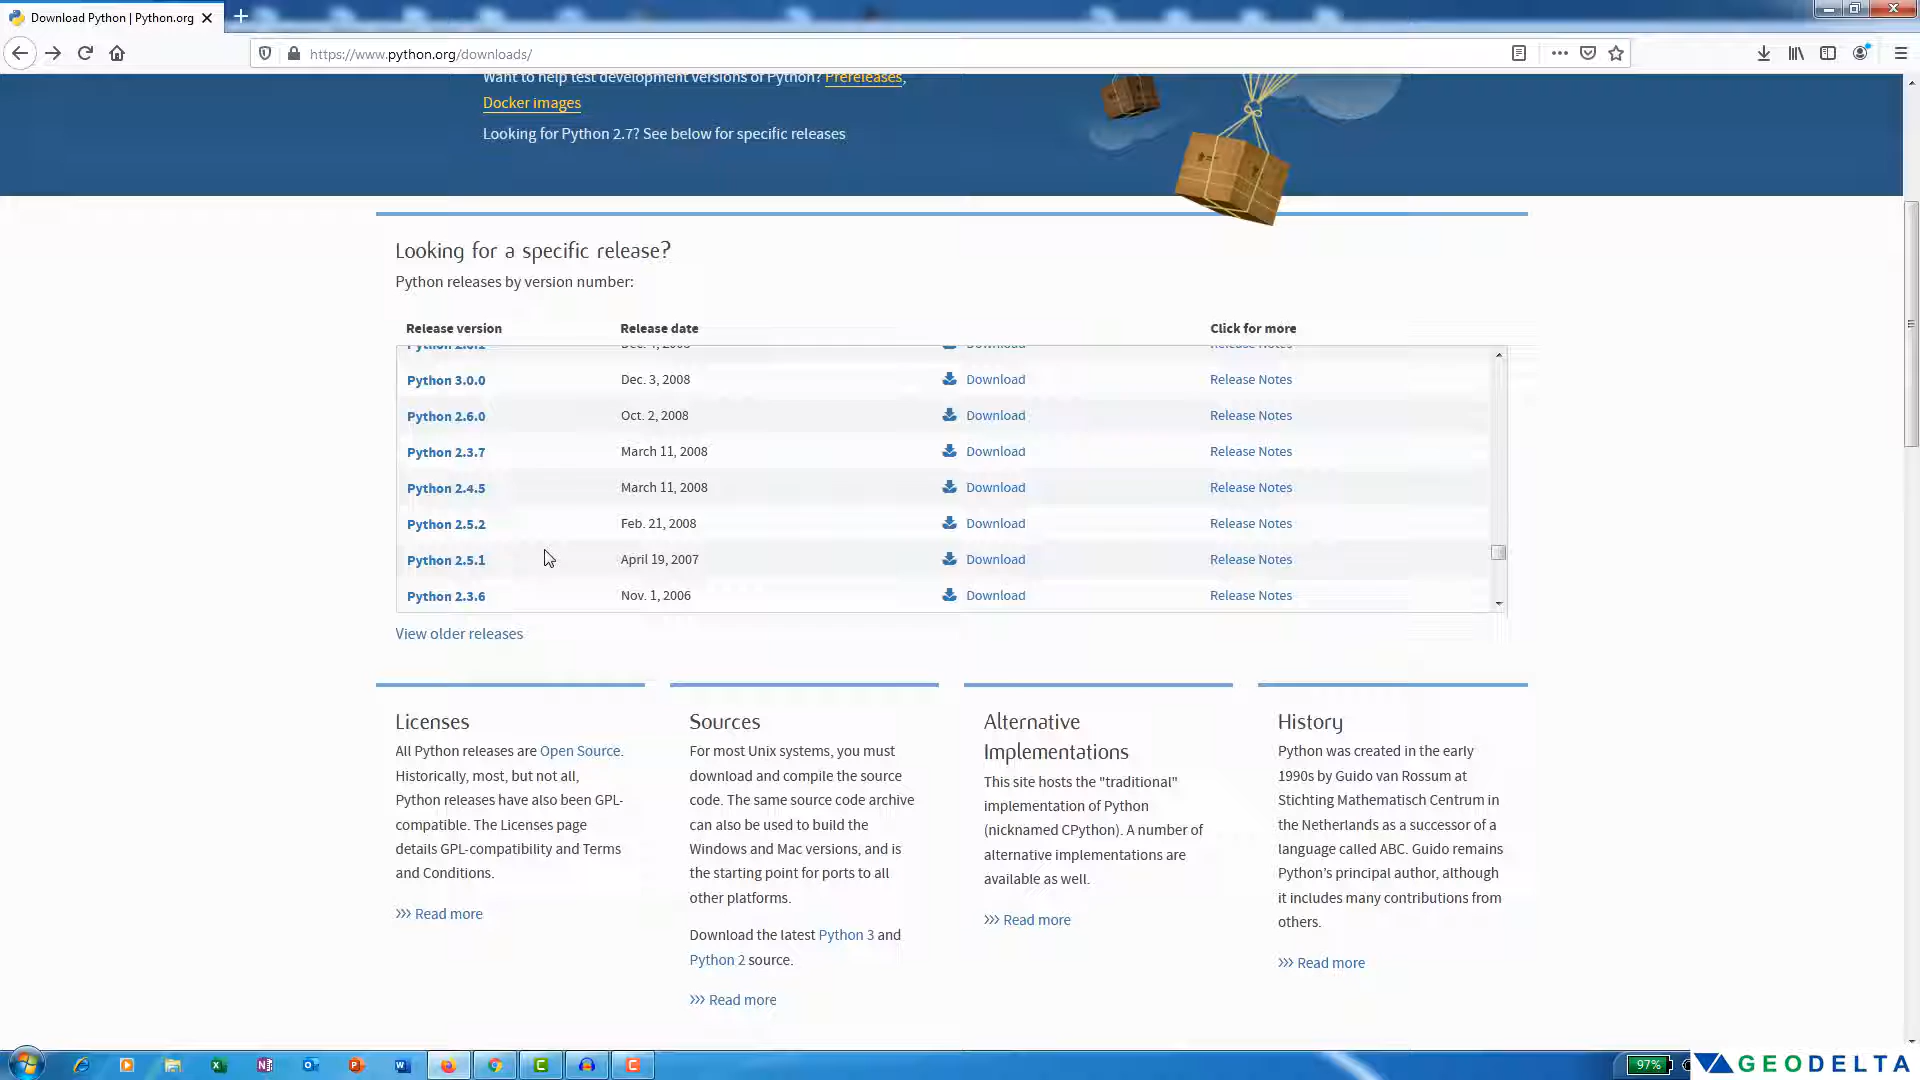 Download Python | Python.org
https://www.python.org/downloads/
Want to help test development versions of Python? Prereleases,
Docker images
Looking for Python 2.7? See below for specific releases
Looking for a specific release?
Python releases by version number:
Release version Release date Click for more
Download Release Notes
Python 3.0.0 Dec. 3, 2008 Download Release Notes
Python 2.6.0 Oct. 2, 2008 Download Release Notes
Python 2.3.7 March 11, 2008 Download Release Notes
Python 2.4.5 March 11, 2008 Download Release Notes
Python 2.5.2 Feb. 21, 2008 Download Release Notes
Python 2.5.1 April 19, 2007 Download Release Notes
Python 2.3.6 Nov. 1, 2006 Download Release Notes
View older releases
Licenses
All Python releases are Open Source.
Historically, most, but not all,
Python releases have also been GPL-
compatible. The Licenses page
details GPL-compatibility and Terms
and Conditions.
>>> Read more
Sources
For most Unix systems, you must
download and compile the source
code. The same source code archive
can also be used to build the
Windows and Mac versions, and is
the starting point for ports to all
other platforms.
Download the latest Python 3 and
Python 2 source.
>>> Read more
Alternative
Implementations
This site hosts the "traditional"
implementation of Python
(nicknamed CPython). A number of
alternative implementations are
available as well.
>>> Read more
History
Python was created in the early
1990s by Guido van Rossum at
Stichting Mathematisch Centrum in
the Netherlands as a successor of a
language called ABC. Guido remains
Python’s principal author, although
it includes many contributions from
others.
>>> Read more
97%
GEODELTA